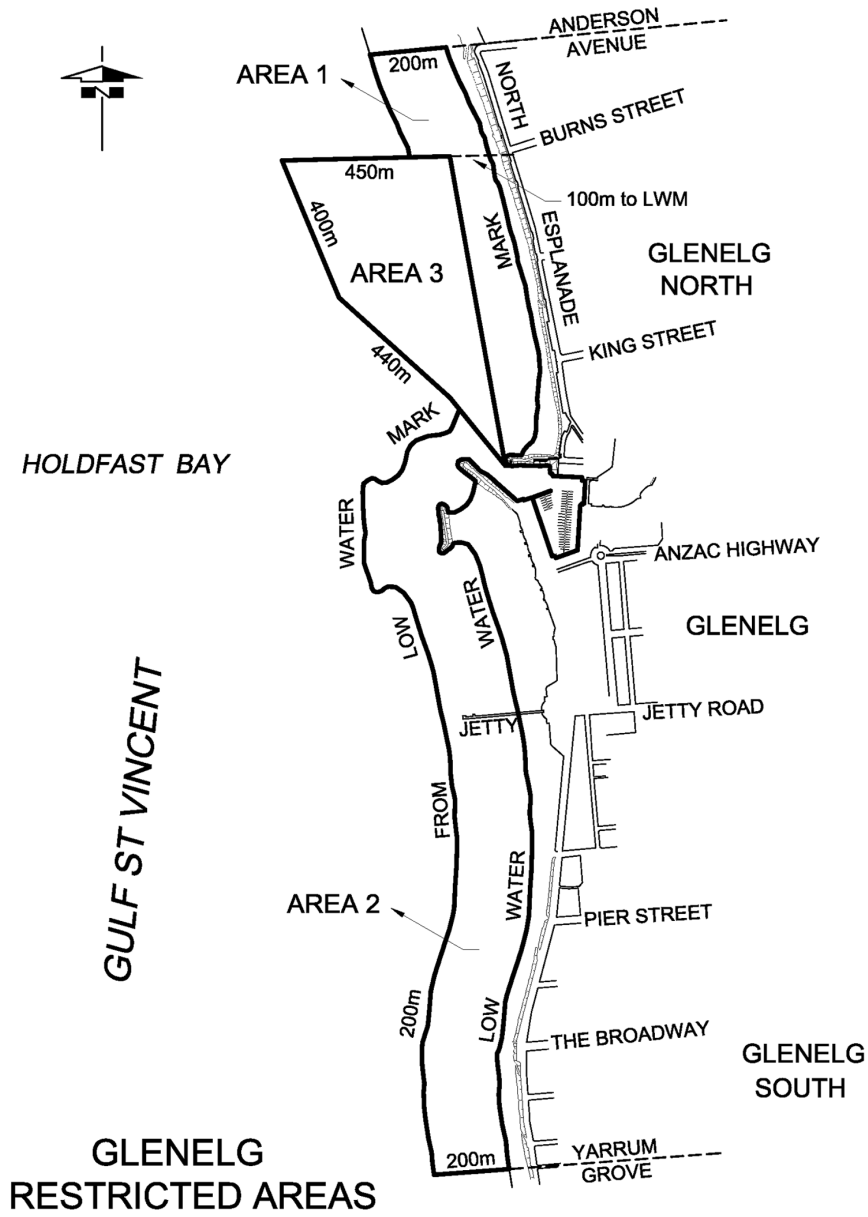 ANDERSON
AVENUE
AREA 1
200m
NORTH
BURNS STREET
N
450m
100m to LWM
400m
MARK
ESPLANADE
AREA 3
GLENELG
NORTH
KING STREET
440m
MARK
HOLDFAST BAY
WATER
ANZAC HIGHWAY
WATER
LOW
GLENELG
JETTY ROAD
JETTY
GULF ST VINCENT
FROM
WATER
AREA 2
PIER STREET
200m
LOW
THE BROADWAY
GLENELG
SOUTH
200m
YARRUM
GROVE
GLENELG
RESTRICTED AREAS